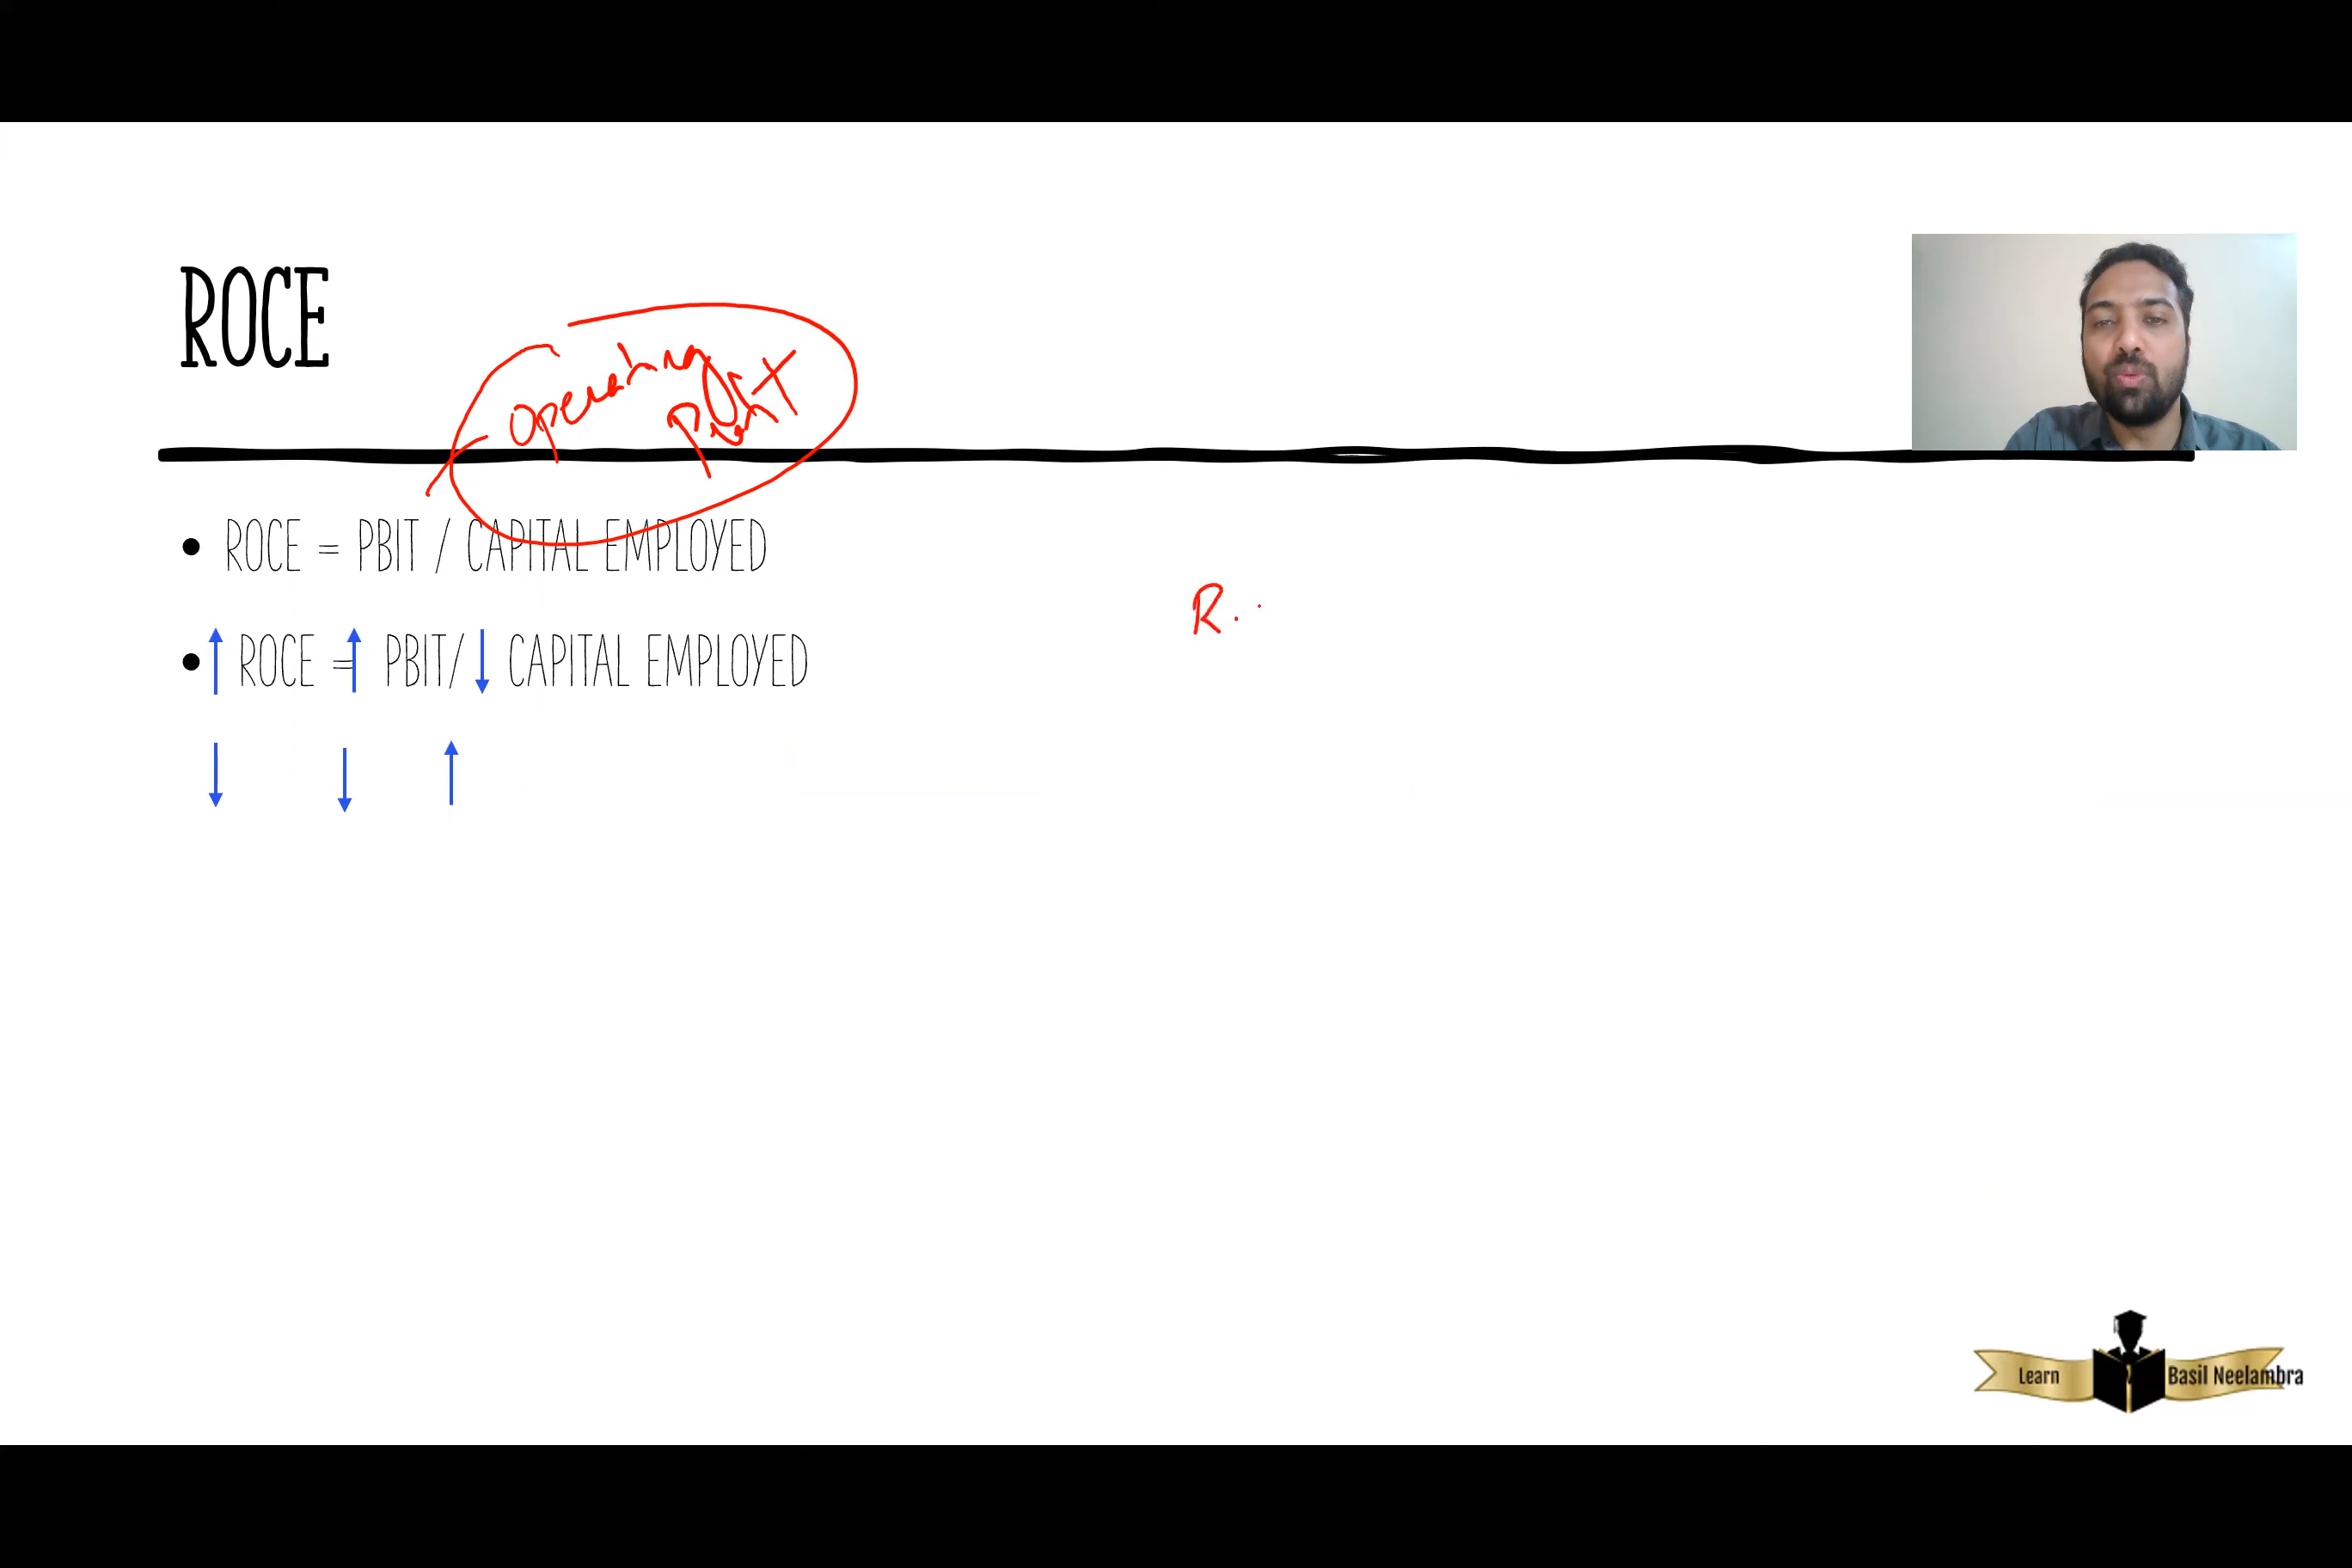 ROCE
operating
Profit
• ROCE = PBIT / CAPITAL EMPLOYED
R.
• ↑ ROCE = ↑ PBIT/ ↓ CAPITAL EMPLOYED
↓ ↓ ↑
Learn Basil Neelambra